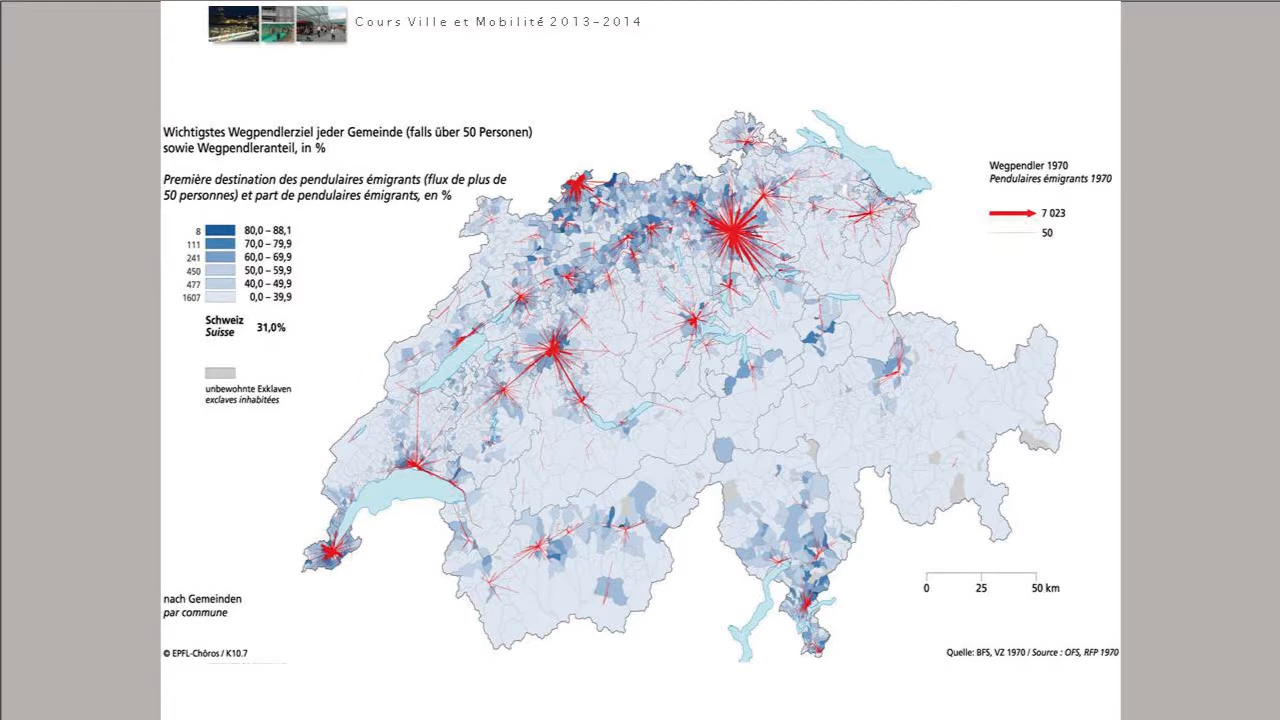 Cours Ville et Mobilité 2013-2014
Wichtigstes Wegpendlerziel jeder Gemeinde (falls über 50 Personen)
sowie Wegpendleranteil, in %
Première destination des pendulaires émigrants (flux de plus de
50 personnes) et part de pendulaires émigrants, en %
8 80,0 – 88,1
111 70,0 – 79,9
241 60,0 – 69,9
450 50,0 – 59,9
477 40,0 – 49,9
1607 0,0 – 39,9
Schweiz
Suisse
31,0%
unbewohnte Exklaven
exclaves inhabitées
Wegpendler 1970
Pendulaires émigrants 1970
7 023
50
0 25 50 km
nach Gemeinden
par commune
© EPFL-Chôros / K10.7
Quelle: BFS, VZ 1970 / Source : OFS, RFP 1970